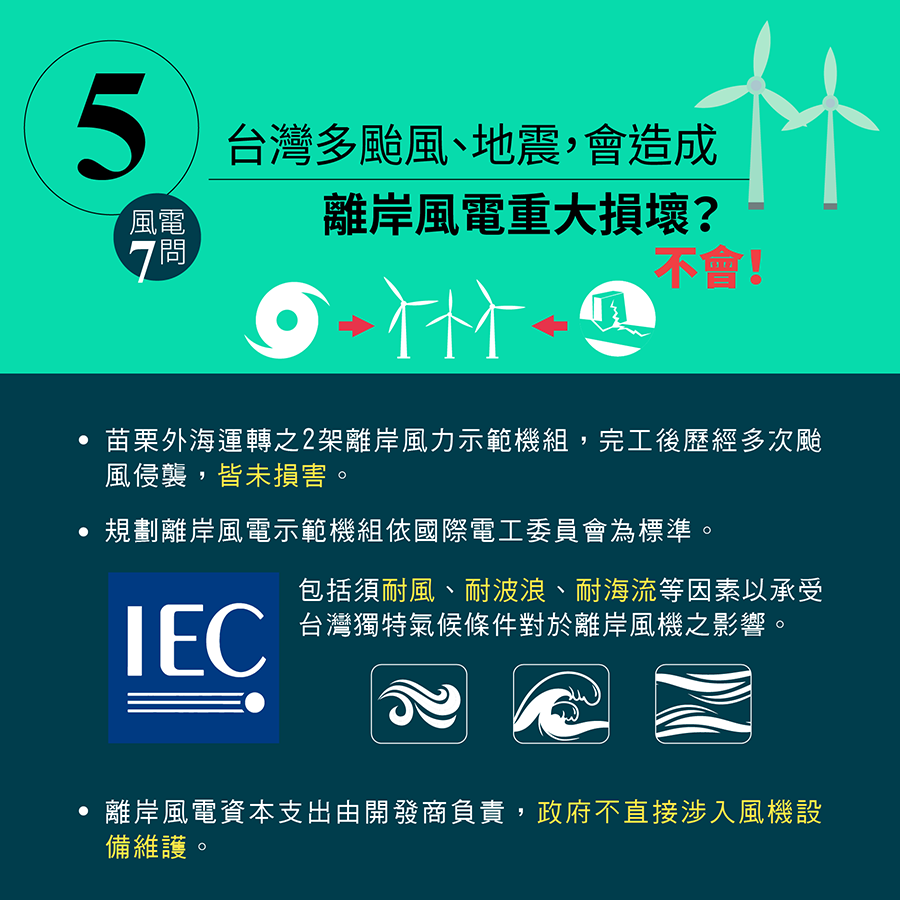 5
風電
7問
台灣多颱風、地震，會造成
離岸風電重大損壞？
不會！
• 苗栗外海運轉之2架離岸風力示範機組，完工後歷經多次颱
風侵襲，皆未損害。
• 規劃離岸風電示範機組依國際電工委員會為標準。
IEC
包括須耐風、耐波浪、耐海流等因素以承受
台灣獨特氣候條件對於離岸風機之影響。
• 離岸風電資本支出由開發商負責，政府不直接涉入風機設
備維護。